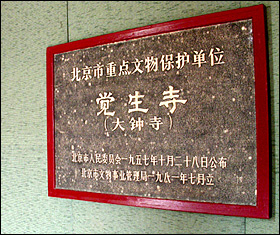 北京市重点文物保护单位
觉生寺
(大钟寺)
北京市人民委员会一九五七年十月二十八日公布
北京市文物事业管理局一九八一年七月立